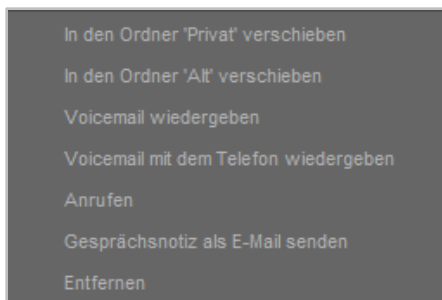 In den Ordner 'Privat' verschieben
In den Ordner 'Alt' verschieben
Voicemail wiedergeben
Voicemail mit dem Telefon wiedergeben
Anrufen
Gesprächsnotiz als E-Mail senden
Entfernen